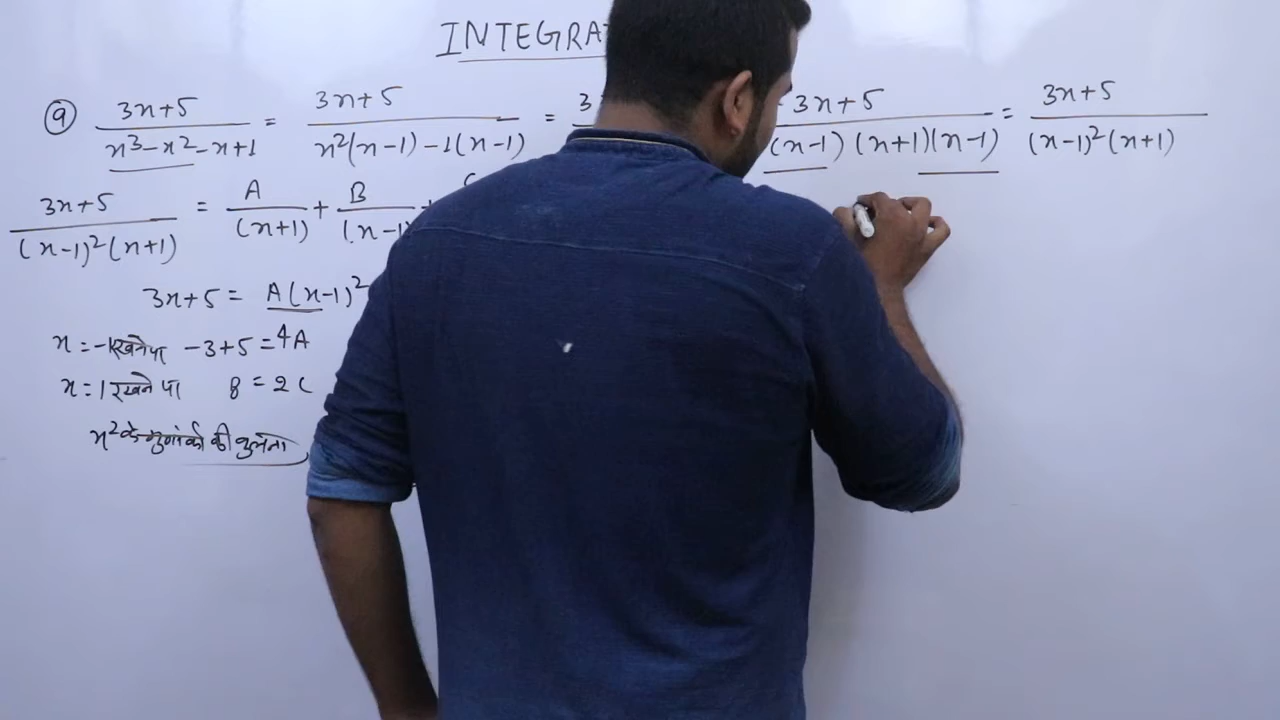 INTEGRA
(9) 3x+5 / x³-x²-x+1 = 3x+5 / x²(x-1)-1(x-1) = 3 3x+5 / (x-1)(x+1)(x-1) = 3x+5 / (x-1)²(x+1)
3x+5 / (x-1)²(x+1) = A / (x+1) + B / (x-1 +
3x+5 = A(x-1)²
x=-1 रखने पर -3+5=4A
x=1 रखने पर 8=2C
x² के गुणांको की तुलना